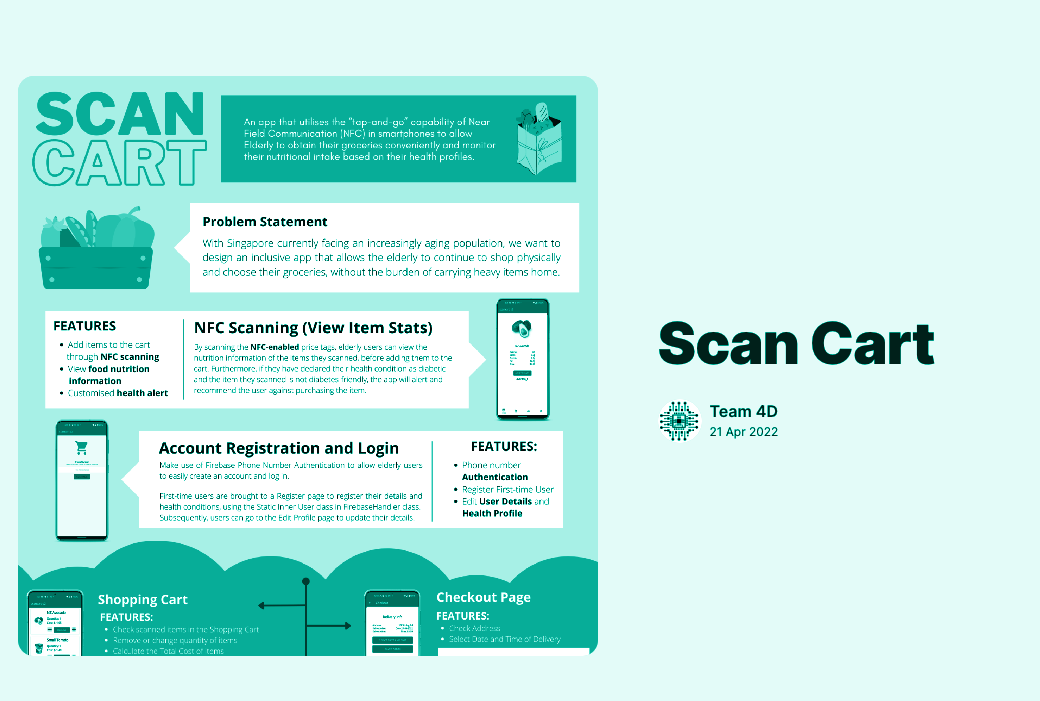 SCAN
CART
An app that utilises the "tap-and-go" capability of Near
Field Communication (NFC) in smartphones to allow
Elderly to obtain their groceries conveniently and monitor
their nutritional intake based on their health profiles.
Problem Statement
With Singapore currently facing an increasingly aging population, we want to
design an inclusive app that allows the elderly to continue to shop physically
and choose their groceries, without the burden of carrying heavy items home.
FEATURES
• Add items to the cart
through NFC scanning
• View food nutrition
information
• Customised health alert
NFC Scanning (View Item Stats)
By scanning the NFC-enabled price tags, elderly users can view the
nutrition information of the items they scanned, before adding them to the
cart. Furthermore, if they have declared their health condition as diabetic
and the item they scanned is not diabetes-friendly, the app will alert and
recommend the user against purchasing the item.
Account Registration and Login
Make use of Firebase Phone Number Authentication to allow elderly users
to easily create an account and log in.
First-time users are brought to a Register page to register their details and
health conditions, using the Static Inner User class in FirebaseHandler class.
Subsequently, users can go to the Edit Profile page to update their details.
FEATURES:
• Phone number
Authentication
• Register First-time User
• Edit User Details and
Health Profile
Shopping Cart
FEATURES:
• Check scanned items in the Shopping Cart
• Remove or change quantity of items
• Calculate the Total Cost of items
Checkout Page
FEATURES:
• Check Address
• Select Date and Time of Delivery
Scan Cart
Team 4D
21 Apr 2022